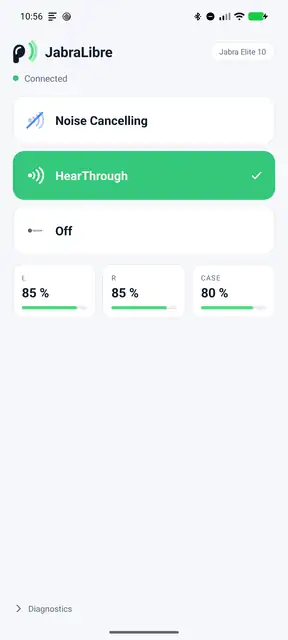 10:56
JabraLibre
Jabra Elite 10
Connected
Noise Cancelling
HearThrough
Off
L
R
CASE
85 %
85 %
80 %
Diagnostics